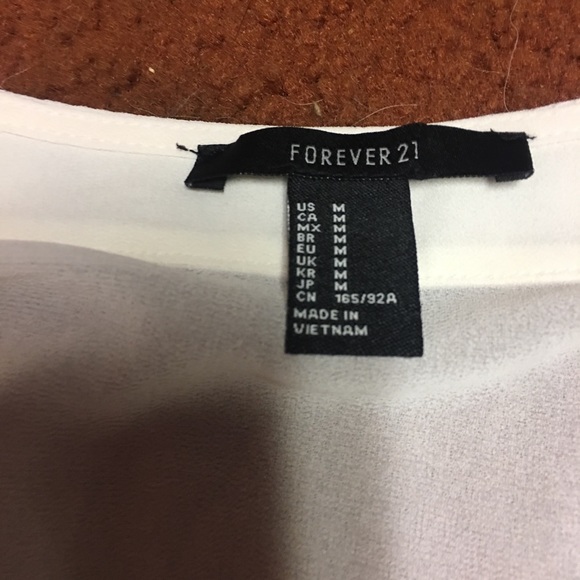 FOREVER 21
US M
CA M
MX M
BR M
EU M
UK M
KR M
JP M
CN 165/92A
MADE IN
VIETNAM